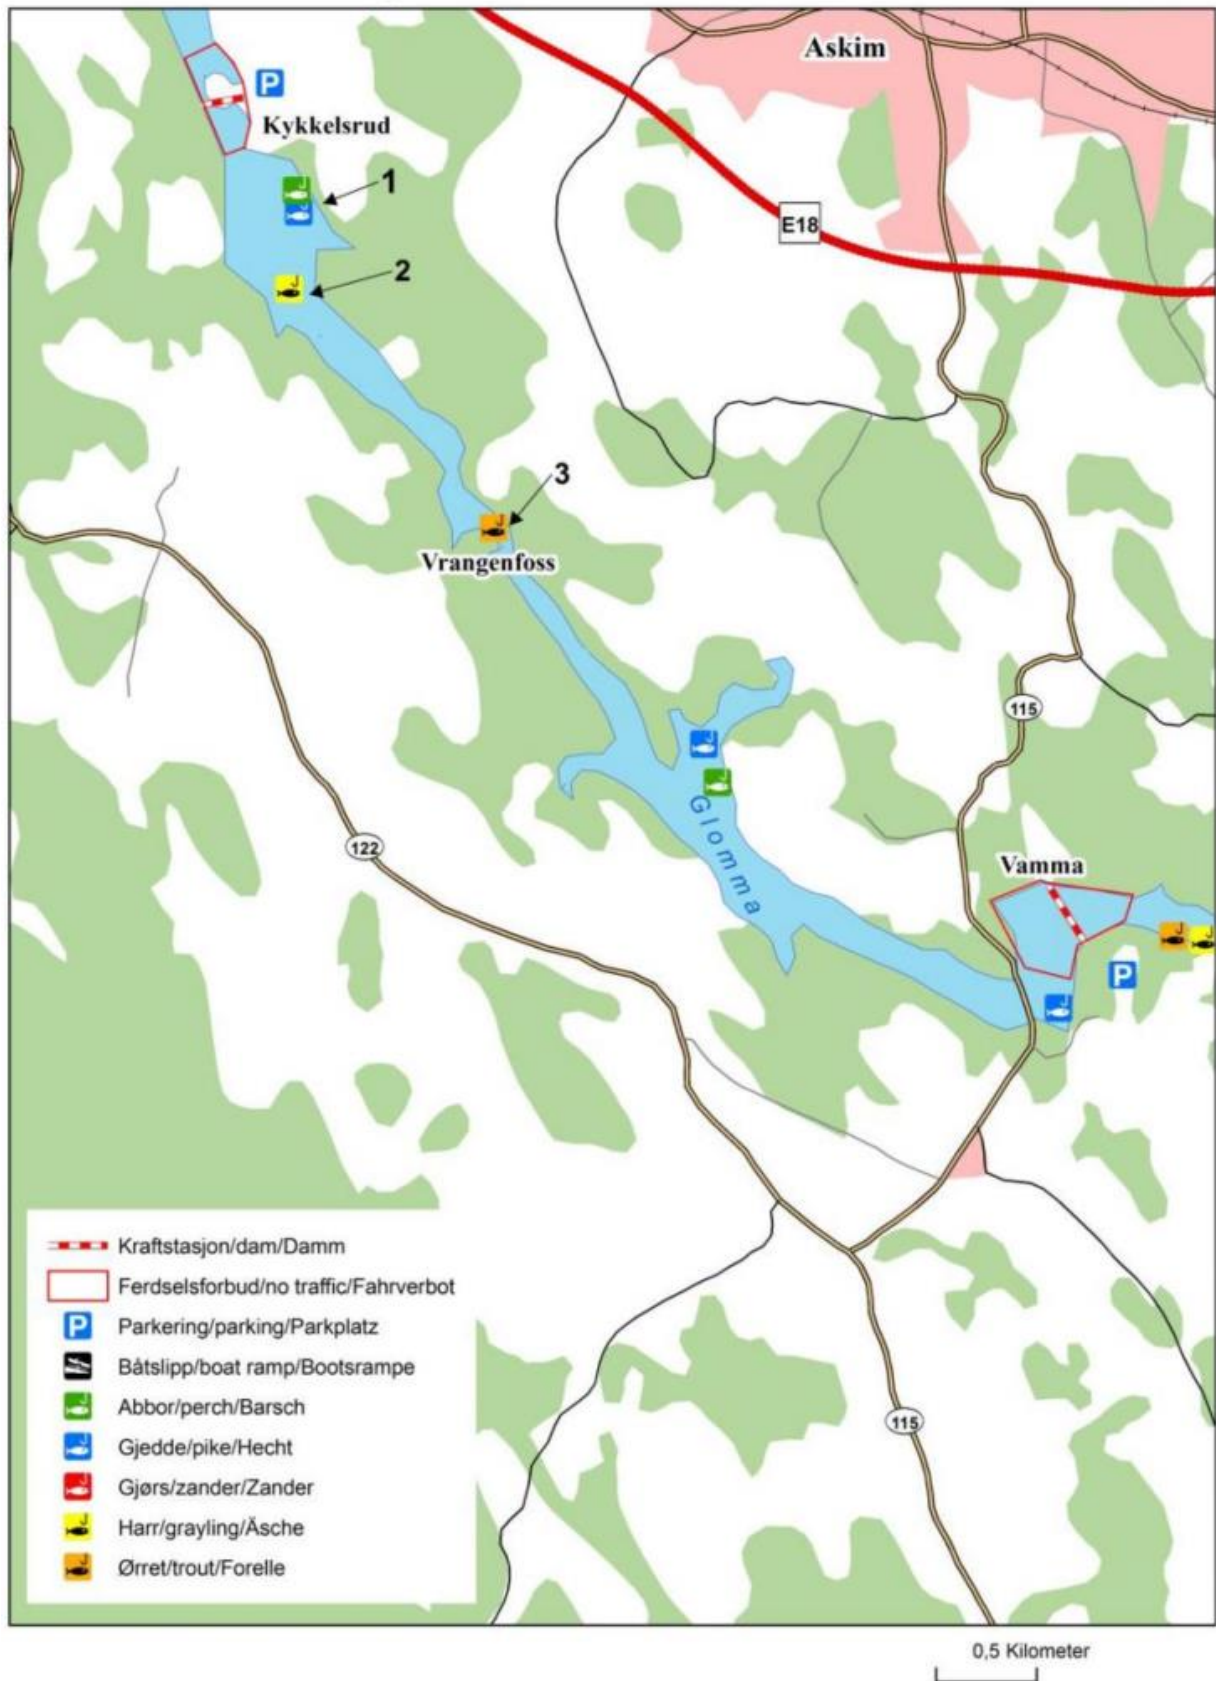 Askim
P
Kykkelsrud
1
E18
2
3
Vrangenfoss
115
Glomma
122
Vamma
P
Kraftstasjon/dam/Damm
Ferdselsforbud/no traffic/Fahrverbot
P
Parkering/parking/Parkplatz
Båtslipp/boat ramp/Bootsrampe
Abbor/perch/Barsch
Gjedde/pike/Hecht
115
Gjørs/zander/Zander
Harr/grayling/Äsche
Ørret/trout/Forelle
0,5 Kilometer